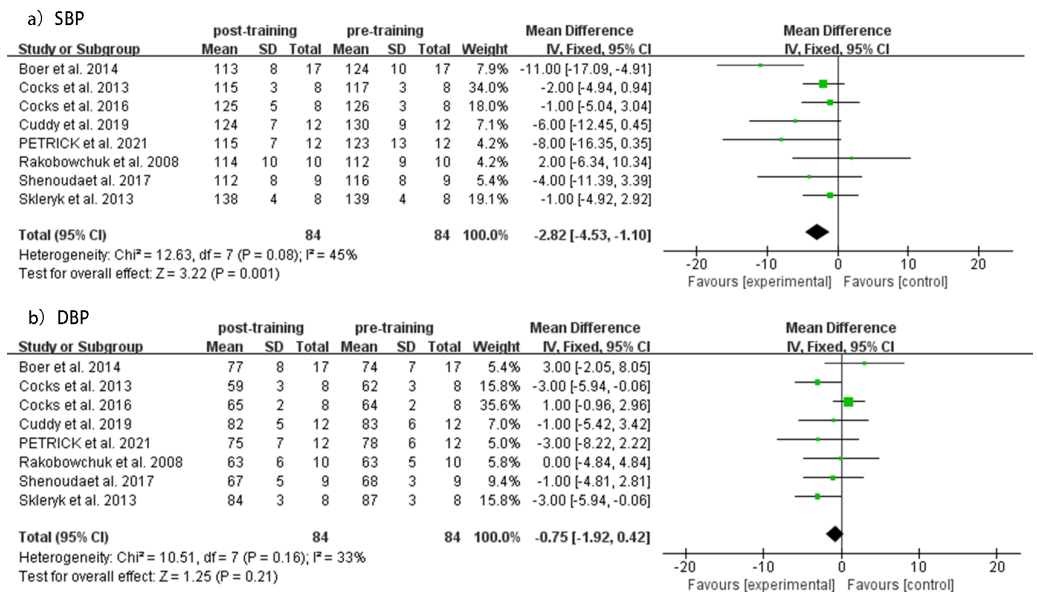 a) SBP
post-training pre-training Mean Difference Mean Difference
Study or Subgroup Mean SD Total Mean SD Total Weight IV, Fixed, 95% CI IV, Fixed, 95% CI
Boer et al. 2014 113 8 17 124 10 17 7.9% -11.00 [-17.09, -4.91]
Cocks et al. 2013 115 3 8 117 3 8 34.0% -2.00 [-4.94, 0.94]
Cocks et al. 2016 125 5 8 126 3 8 18.0% -1.00 [-5.04, 3.04]
Cuddy et al. 2019 124 7 12 130 9 12 7.1% -6.00 [-12.45, 0.45]
PETRICK et al. 2021 115 7 12 123 13 12 4.2% -8.00 [-16.35, 0.35]
Rakobowchuk et al. 2008 114 10 10 112 9 10 4.2% 2.00 [-6.34, 10.34]
Shenoudaet al. 2017 112 8 9 116 8 9 5.4% -4.00 [-11.39, 3.39]
Skleryk et al. 2013 138 4 8 139 4 8 19.1% -1.00 [-4.92, 2.92]
Total (95% CI) 84 84 100.0% -2.82 [-4.53, -1.10]
Heterogeneity: Chi² = 12.63, df = 7 (P = 0.08); I² = 45%
Test for overall effect: Z = 3.22 (P = 0.001)
-20 -10 0 10 20
Favours [experimental] Favours [control]
b) DBP
post-training pre-training Mean Difference Mean Difference
Study or Subgroup Mean SD Total Mean SD Total Weight IV, Fixed, 95% CI IV, Fixed, 95% CI
Boer et al. 2014 77 8 17 74 7 17 5.4% 3.00 [-2.05, 8.05]
Cocks et al. 2013 59 3 8 62 3 8 15.8% -3.00 [-5.94, -0.06]
Cocks et al. 2016 65 2 8 64 2 8 35.6% 1.00 [-0.96, 2.96]
Cuddy et al. 2019 82 5 12 83 6 12 7.0% -1.00 [-5.42, 3.42]
PETRICK et al. 2021 75 7 12 78 6 12 5.0% -3.00 [-8.22, 2.22]
Rakobowchuk et al. 2008 63 6 10 63 5 10 5.8% 0.00 [-4.84, 4.84]
Shenoudaet al. 2017 67 5 9 68 3 9 9.4% -1.00 [-4.81, 2.81]
Skleryk et al. 2013 84 3 8 87 3 8 15.8% -3.00 [-5.94, -0.06]
Total (95% CI) 84 84 100.0% -0.75 [-1.92, 0.42]
Heterogeneity: Chi² = 10.51, df = 7 (P = 0.16); I² = 33%
Test for overall effect: Z = 1.25 (P = 0.21)
-20 -10 0 10 20
Favours [experimental] Favours [control]